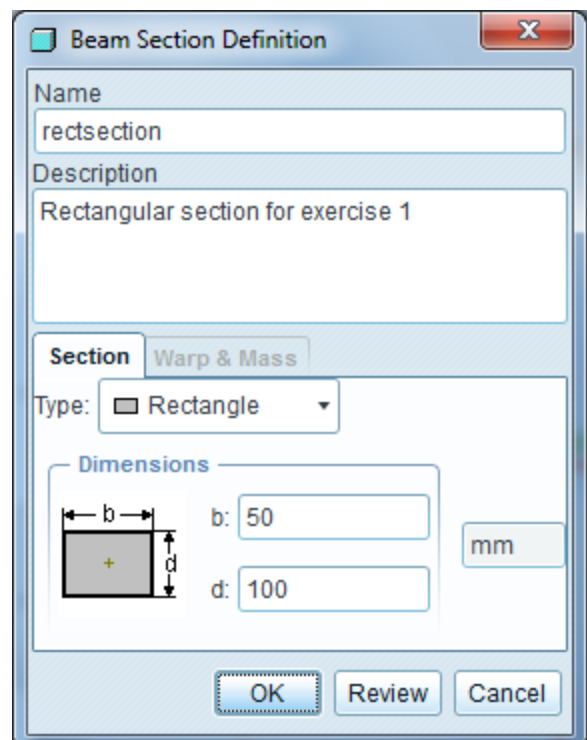 Beam Section Definition
Name
rectsection
Description
Rectangular section for exercise 1
Section Warp & Mass
Type: Rectangle
Dimensions
b
d
b: 50
mm
d: 100
OK Review Cancel